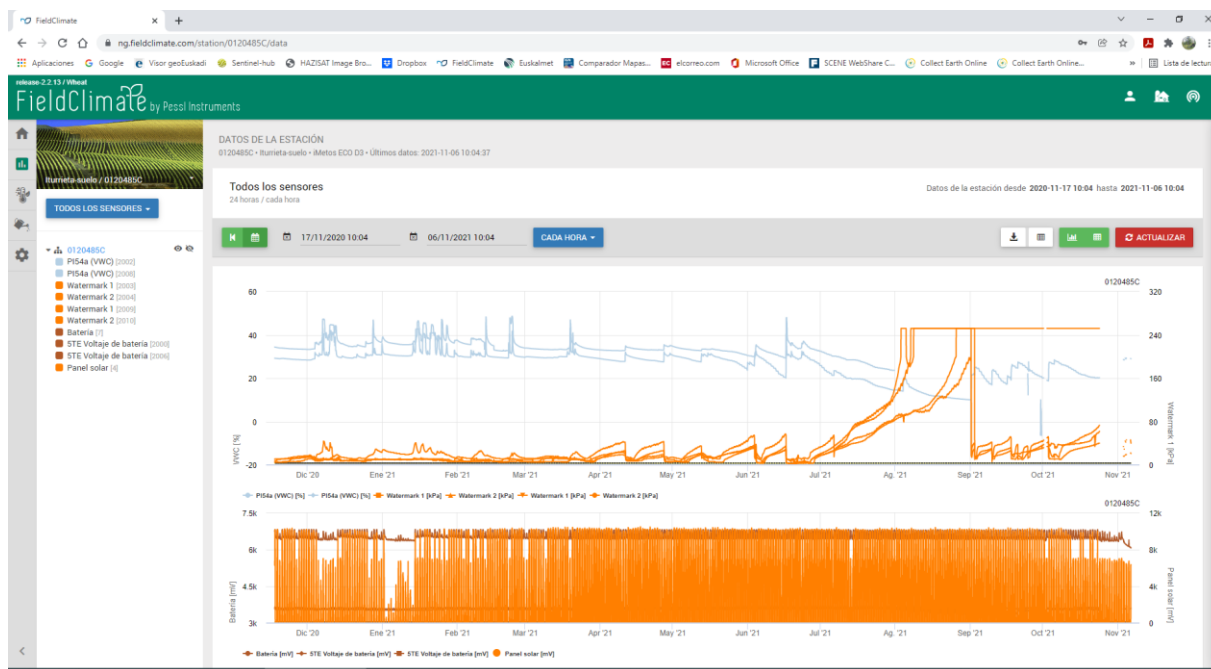 FieldClimate
ng.fieldclimate.com/station/0120485C/data
Aplicaciones Google Visor geoEuskadi Sentinel-hub HAZISAT Image Bro... Dropbox FieldClimate Euskalmet Comparador Mapas... elcorreo.com Microsoft Office SCENE WebShare C... Collect Earth Online Collect Earth Online... » Lista de lectura
release-2.2.13 / Wheat
FieldClimate by Pessl Instruments
DATOS DE LA ESTACIÓN
0120485C • Iturrieta-suelo • iMetos ECO D3 • Últimos datos: 2021-11-06 10:04:37
Iturrieta-suelo / 0120485C
TODOS LOS SENSORES
0120485C
PI54a (VWC) [2002]
PI54a (VWC) [2008]
Watermark 1 [2003]
Watermark 2 [2004]
Watermark 1 [2009]
Watermark 2 [2010]
Batería [7]
5TE Voltaje de batería [2000]
5TE Voltaje de batería [2006]
Panel solar [4]
Todos los sensores
24 horas / cada hora
Datos de la estación desde 2020-11-17 10:04 hasta 2021-11-06 10:04
17/11/2020 10:04 06/11/2021 10:04 CADA HORA ACTUALIZAR
0120485C
60 320
40 240
20 160
0 80
-20 0
VWC [%]
Watermark 1 [kPa]
Dic '20 Ene '21 Feb '21 Mar '21 Apr '21 May '21 Jun '21 Jul '21 Ag. '21 Sep '21 Oct '21 Nov '21
PI54a (VWC) [%] PI54a (VWC) [%] Watermark 1 [kPa] Watermark 2 [kPa] Watermark 1 [kPa] Watermark 2 [kPa]
0120485C
7.5k 12k
6k 8k
4.5k 4k
3k 0
Batería [mV]
Panel solar [mV]
Dic '20 Ene '21 Feb '21 Mar '21 Apr '21 May '21 Jun '21 Jul '21 Ag. '21 Sep '21 Oct '21 Nov '21
Batería [mV] 5TE Voltaje de batería [mV] 5TE Voltaje de batería [mV] Panel solar [mV]